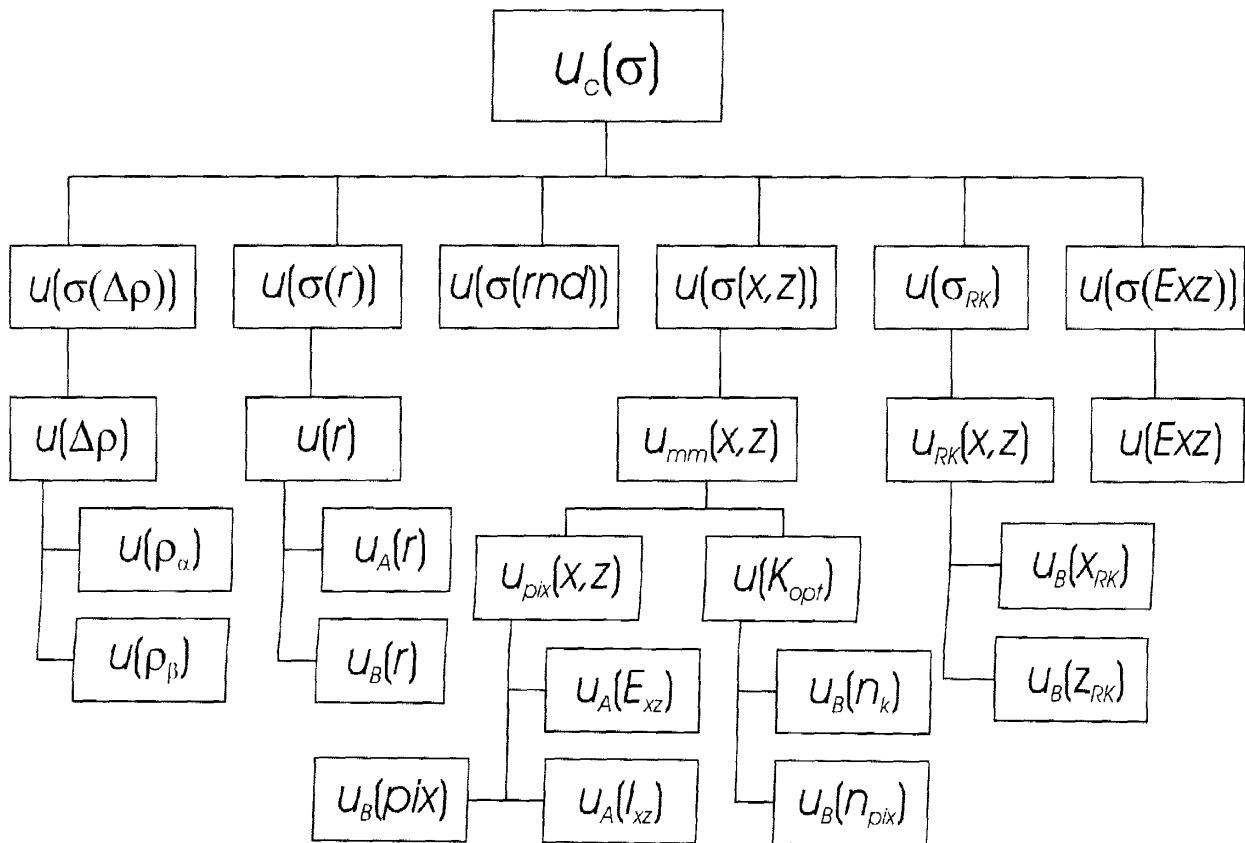 u_c(σ)
u(σ(Δρ)) u(σ(r)) u(σ(rnd)) u(σ(x,z)) u(σ_RK) u(σ(Exz))
u(Δρ) u(r) u_mm(x,z) u_RK(x,z) u(Exz)
u(ρ_α) u_A(r) u_pix(x,z) u(K_opt) u_B(x_RK)
u(ρ_β) u_B(r) u_A(E_xz) u_B(n_k) u_B(z_RK)
u_B(pix) u_A(I_xz) u_B(n_pix)